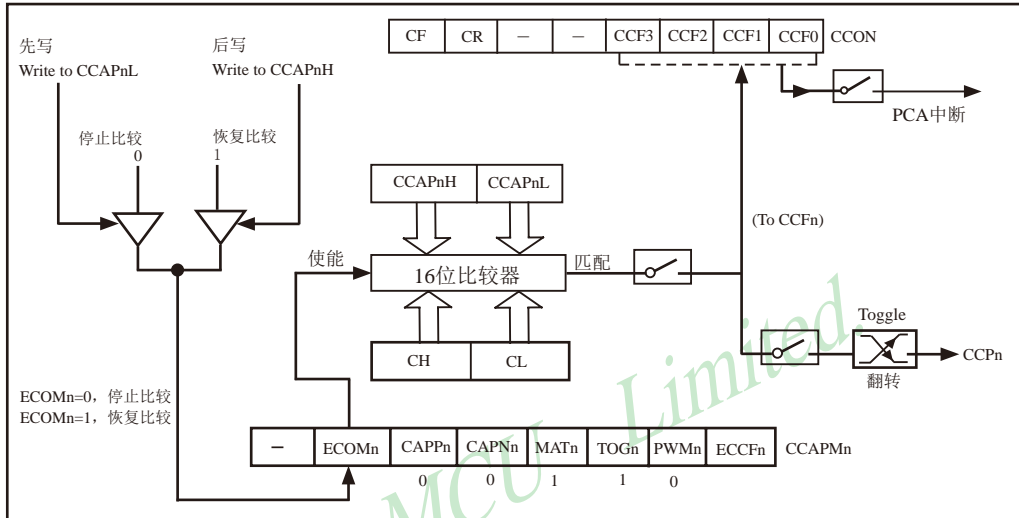 CF CR － － CCF3 CCF2 CCF1 CCF0 CCON
先写
Write to CCAPnL
后写
Write to CCAPnH
PCA中断
停止比较
0
恢复比较
1
CCAPnH CCAPnL
(To CCFn)
使能
16位比较器
匹配
Toggle
CH CL
CCPn
翻转
ECOMn=0，停止比较
ECOMn=1，恢复比较
－ ECOMn CAPPn CAPNn MATn TOGn PWMn ECCFn CCAPMn
0 0 1 1 0
MCU Limited.